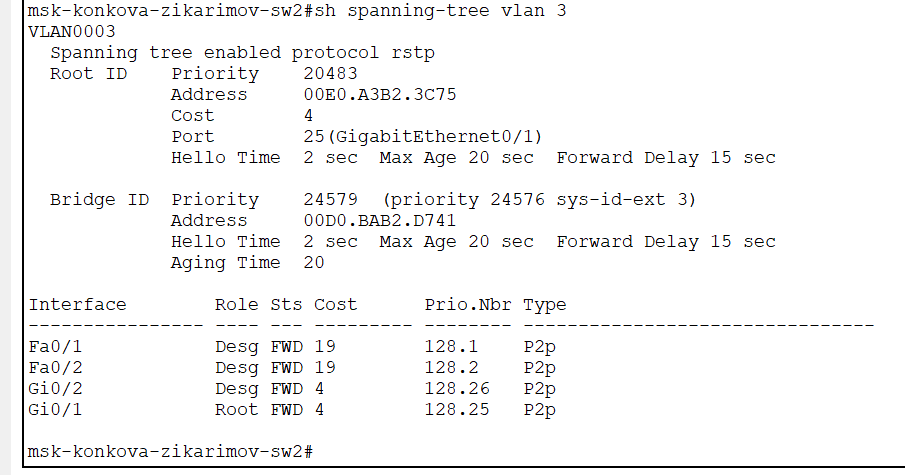 msk-konkova-zikarimov-sw2#sh spanning-tree vlan 3
VLAN0003
  Spanning tree enabled protocol rstp
  Root ID    Priority    20483
             Address     00E0.A3B2.3C75
             Cost        4
             Port        25(GigabitEthernet0/1)
             Hello Time  2 sec  Max Age 20 sec  Forward Delay 15 sec

  Bridge ID  Priority    24579  (priority 24576 sys-id-ext 3)
             Address     00D0.BAB2.D741
             Hello Time  2 sec  Max Age 20 sec  Forward Delay 15 sec
             Aging Time  20

Interface        Role Sts Cost      Prio.Nbr Type
---------------- ---- --- --------- -------- --------------------------------
Fa0/1            Desg FWD 19        128.1    P2p
Fa0/2            Desg FWD 19        128.2    P2p
Gi0/2            Desg FWD 4         128.26   P2p
Gi0/1            Root FWD 4         128.25   P2p

msk-konkova-zikarimov-sw2#